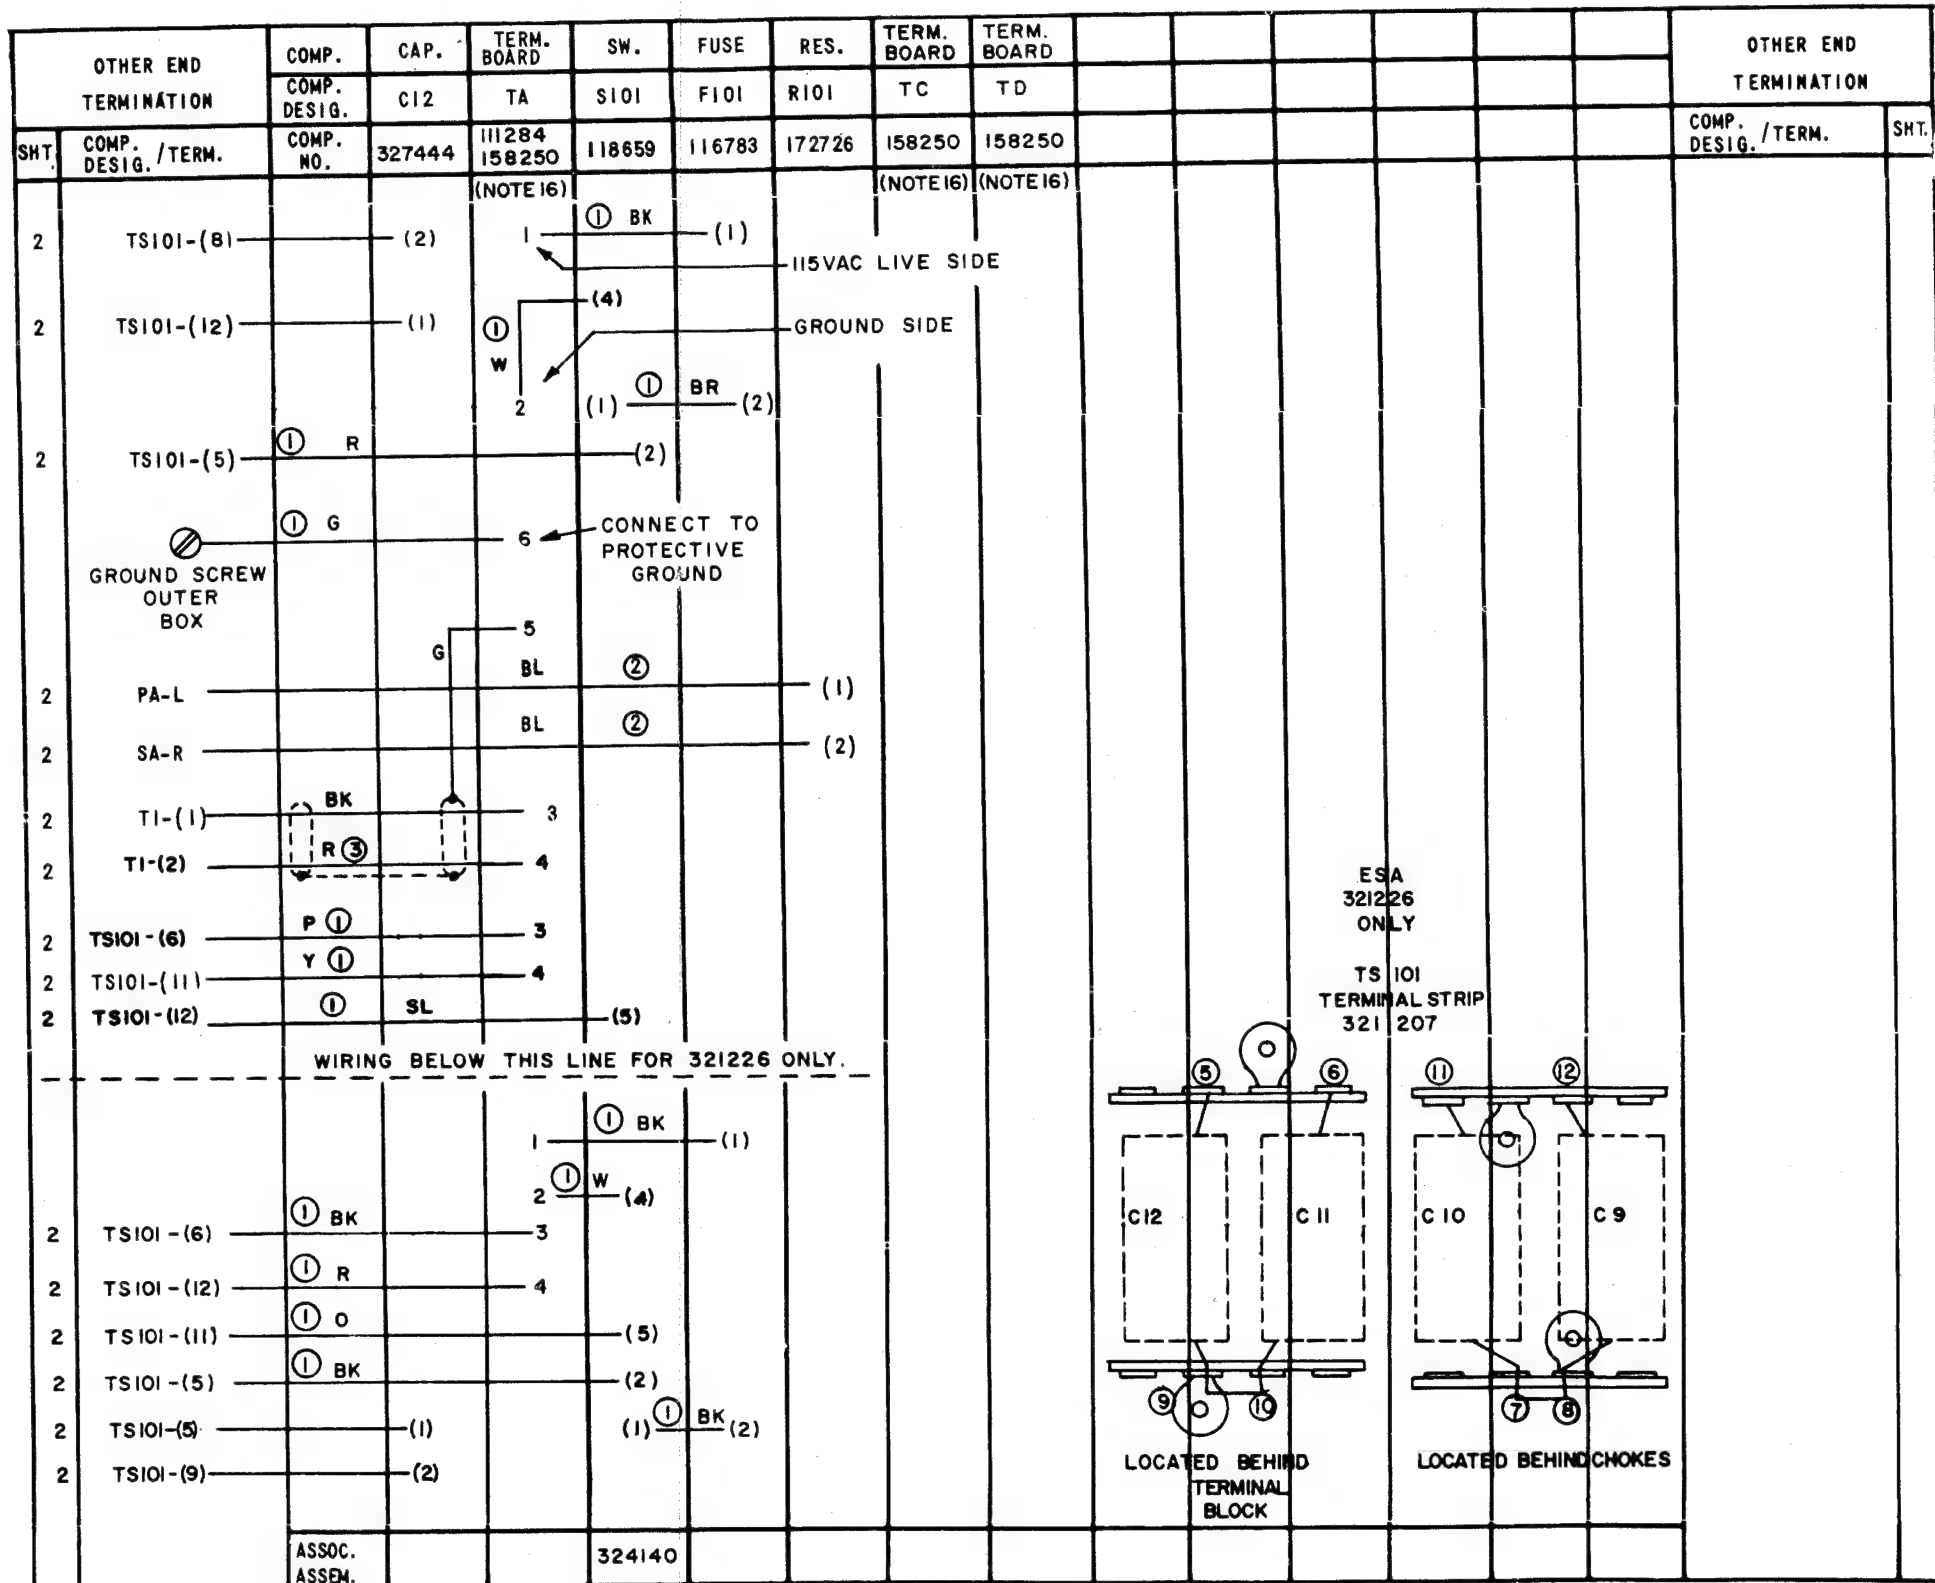 OTHER END
TERMINATION
COMP. CAP. TERM. BOARD SW. FUSE RES. TERM. BOARD TERM. BOARD
OTHER END
TERMINATION
COMP. DESIG. C12 TA S101 F101 R101 TC TD
SHT. COMP. DESIG. / TERM. COMP. NO. 327444 111284 158250 118659 116783 172726 158250 158250 COMP. DESIG. / TERM. SHT.
(NOTE 16) (NOTE 16) (NOTE 16)
2 TS101-(8) (2) 1 ① BK (1)
115VAC LIVE SIDE
(4)
2 TS101-(12) (1) ① W GROUND SIDE
2 (1) ① BR (2)
2 TS101-(5) ① R (2)
① G 6 CONNECT TO
PROTECTIVE
GROUND
GROUND SCREW
OUTER
BOX
5
G
2 PA-L BL ② (1)
2 SA-R BL ② (2)
2 T1-(1) BK 3
2 T1-(2) R ③ 4
2 TS101-(6) P ① 3
2 TS101-(11) Y ① 4
2 TS101-(12) ① SL (5)
WIRING BELOW THIS LINE FOR 321226 ONLY.
1 ① BK (1)
2 ① W (4)
2 TS101-(6) ① BK 3
2 TS101-(12) ① R 4
2 TS101-(11) ① O (5)
2 TS101-(5) ① BK (2)
2 TS101-(5) (1) (1) ① BK (2)
2 TS101-(9) (2)
ASSOC.
ASSEM.
324140
ESA
321226
ONLY
TS 101
TERMINAL STRIP
321207
⑤ ⑥ ⑪ ⑫
C12 C11 C10 C9
⑨ ⑩ ⑦ ⑧
LOCATED BEHIND
TERMINAL
BLOCK
LOCATED BEHIND CHOKES